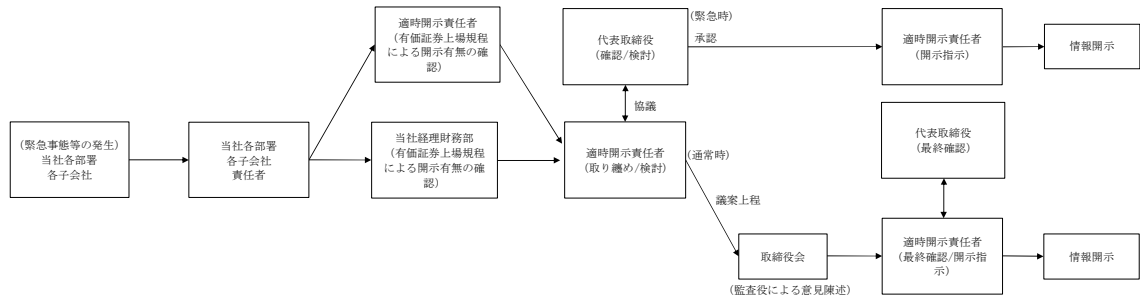 (緊急事態等の発生)
当社各部署
各子会社
当社各部署
各子会社
責任者
適時開示責任者
(有価証券上場規程
による開示有無の確
認)
当社経理財務部
(有価証券上場規程
による開示有無の確
認)
代表取締役
(確認/検討)
協議
適時開示責任者
(取り纏め/検討)
(緊急時)
承認
適時開示責任者
(開示指示)
情報開示
(通常時)
議案上程
取締役会
(監査役による意見陳述)
代表取締役
(最終確認)
適時開示責任者
(最終確認/開示指
示)
情報開示